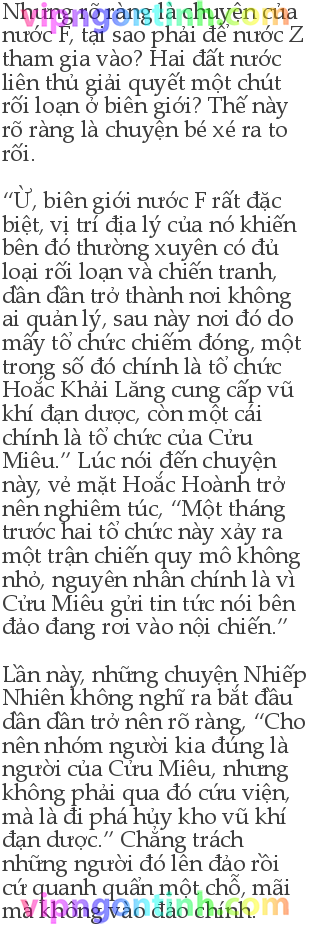 Nhưng rõ ràng là chuyện của
nước F, tại sao phải để nước Z
tham gia vào? Hai đất nước
liên thủ giải quyết một chút
rối loạn ở biên giới? Thế này
rõ ràng là chuyện bé xé ra to
rồi.
“Ừ, biên giới nước F rất đặc
biệt, vị trí địa lý của nó khiến
bên đó thường xuyên có đủ
loại rối loạn và chiến tranh,
dần dần trở thành nơi không
ai quản lý, sau này nơi đó do
mấy tổ chức chiếm đóng, một
trong số đó chính là tổ chức
Hoắc Khải Lăng cung cấp vũ
khí đạn dược, còn một cái
chính là tổ chức của Cửu
Miêu.” Lúc nói đến chuyện
này, vẻ mặt Hoắc Hoành trở
nên nghiêm túc, “Một tháng
trước hai tổ chức này xảy ra
một trận chiến quy mô không
nhỏ, nguyên nhân chính là vì
Cửu Miêu gửi tin tức nói bên
đảo đang rơi vào nội chiến.”
Lần này, những chuyện Nhiếp
Nhiên không nghĩ ra bắt đầu
dần dần trở nên rõ ràng, “Cho
nên nhóm người kia đúng là
người của Cửu Miêu, nhưng
không phải qua đó cứu viện,
mà là đi phá hủy kho vũ khí
đạn dược.” Chẳng trách
những người đó lên đảo rồi
cứ quanh quẩn một chỗ, mãi
mà không vào đảo chính.
vipngontinh.com
vipngontinh.com